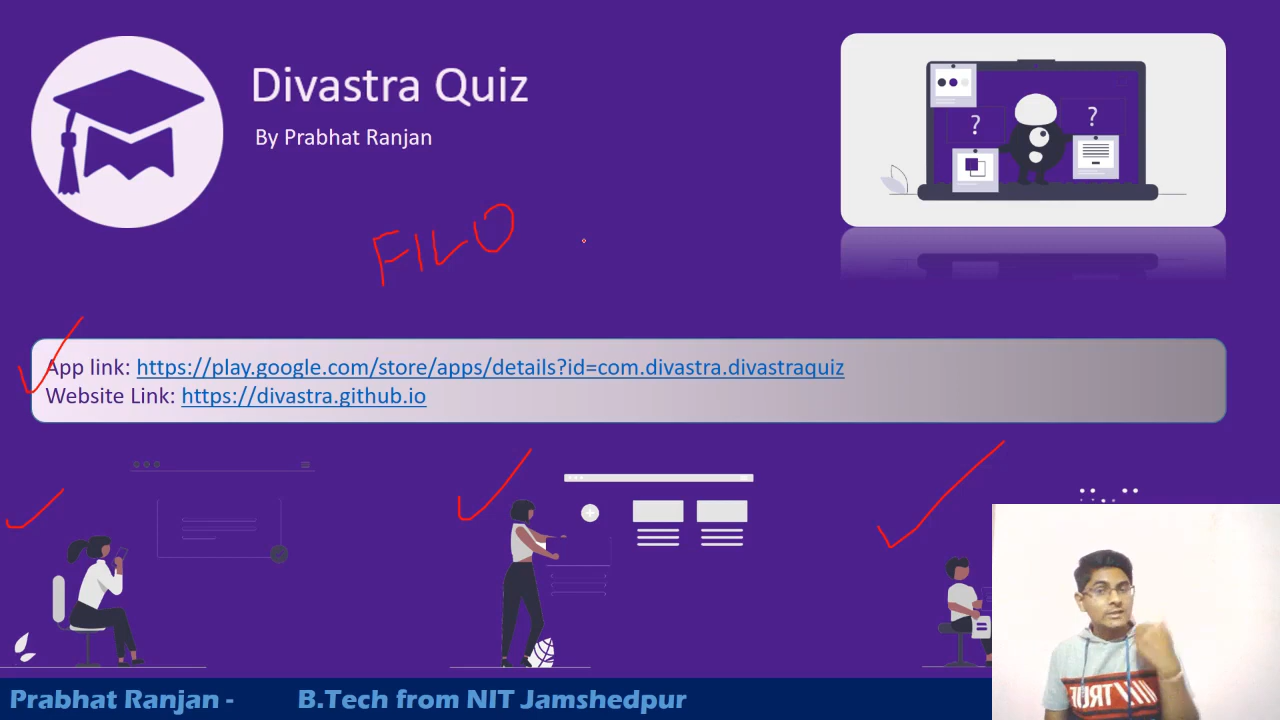 Divastra Quiz
By Prabhat Ranjan
? ?
FILO
App link: https://play.google.com/store/apps/details?id=com.divastra.divastraquiz
Website Link: https://divastra.github.io
Prabhat Ranjan - B.Tech from NIT Jamshedpur